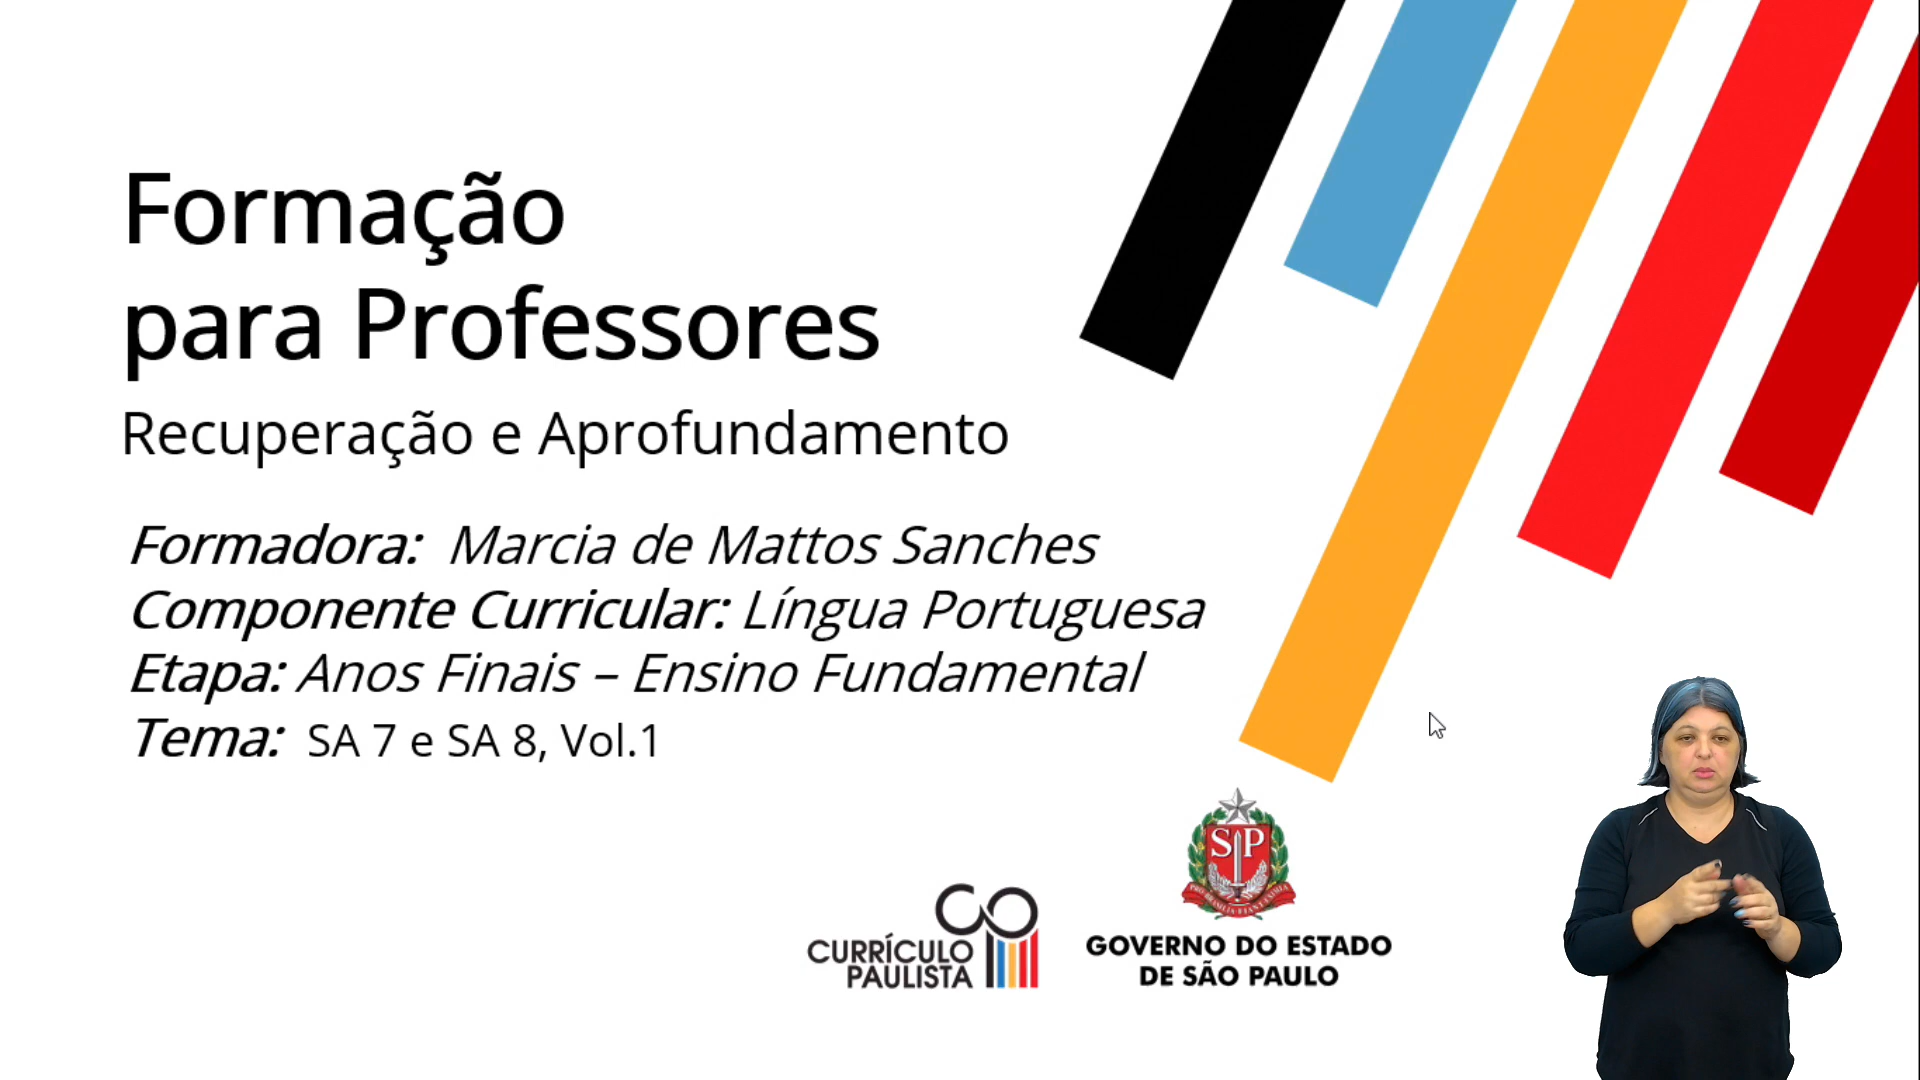 Formação
para Professores
Recuperação e Aprofundamento
Formadora: Marcia de Mattos Sanches
Componente Curricular: Língua Portuguesa
Etapa: Anos Finais – Ensino Fundamental
Tema: SA 7 e SA 8, Vol.1
CURRÍCULO
PAULISTA
SP
GOVERNO DO ESTADO
DE SÃO PAULO